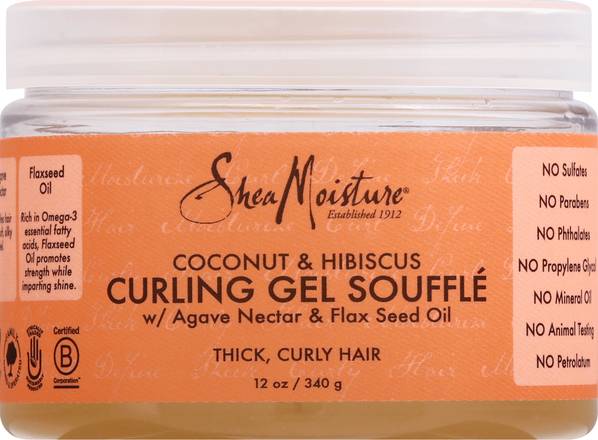 Shea Moisture®
Established 1912
COCONUT & HIBISCUS
CURLING GEL SOUFFLÉ
w/ Agave Nectar & Flax Seed Oil
THICK, CURLY HAIR
12 oz / 340 g
Flaxseed
Oil
Rich in Omega-3
essential fatty
acids, Flaxseed
Oil promotes
strength while
imparting shine.
Certified
B
Corporation
NO Sulfates
NO Parabens
NO Phthalates
NO Propylene Glycol
NO Mineral Oil
NO Animal Testing
NO Petrolatum